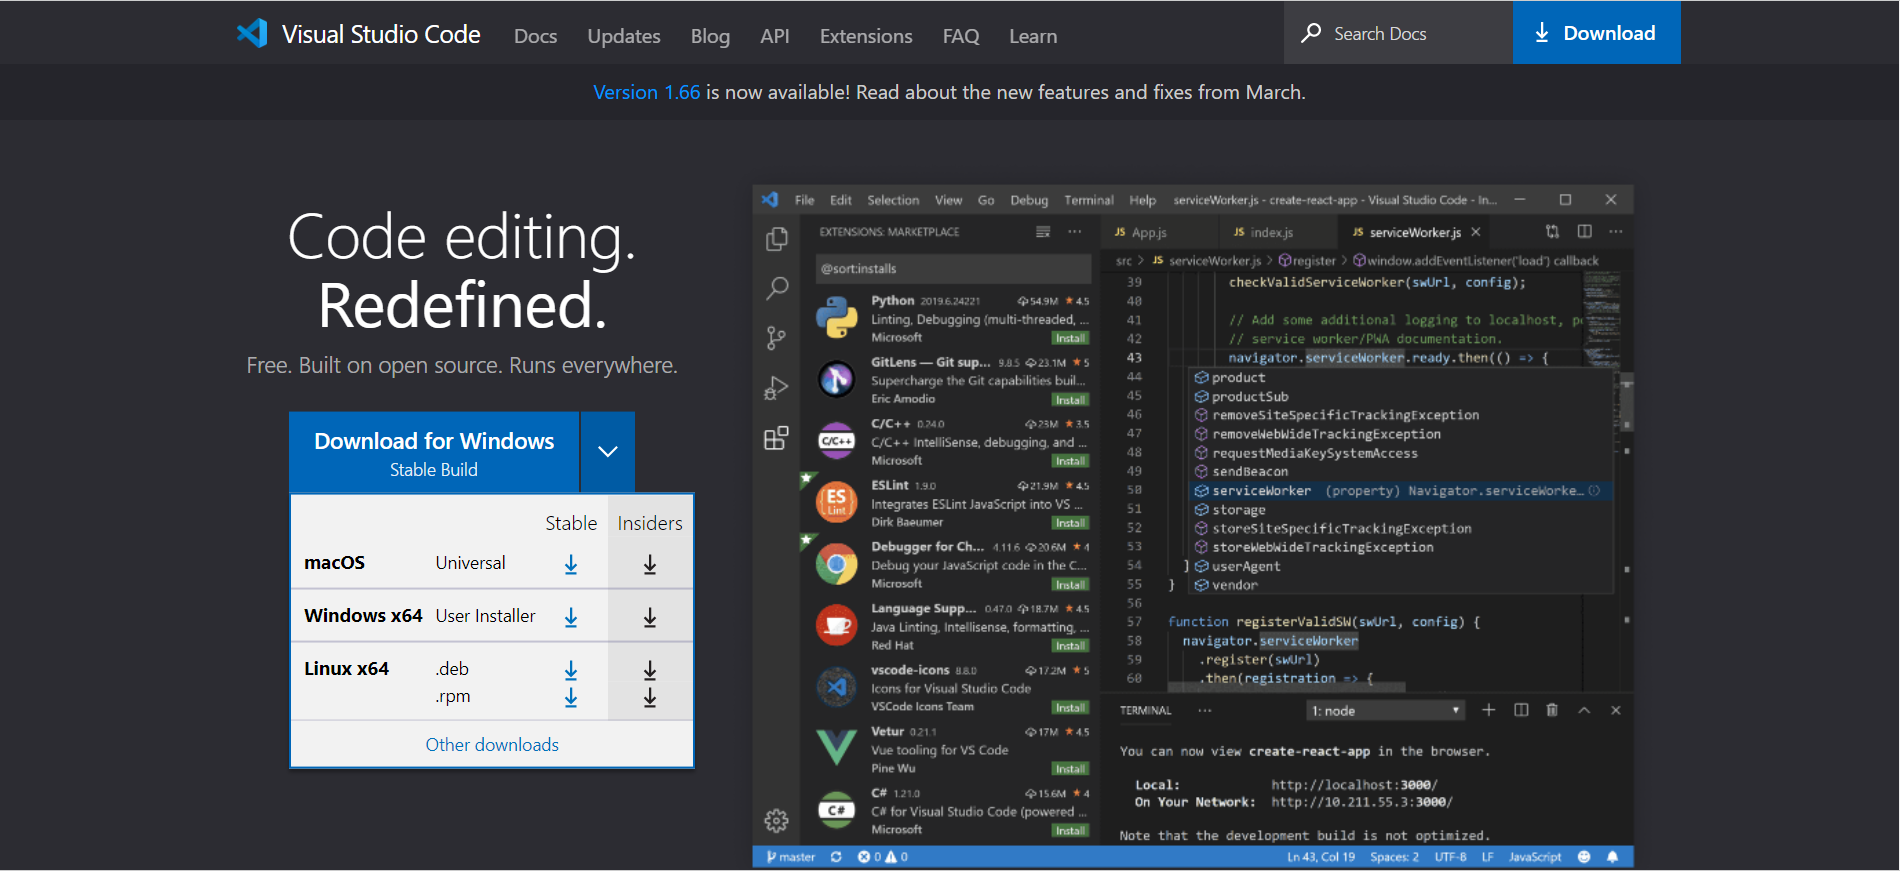 Visual Studio Code Docs Updates Blog API Extensions FAQ Learn Search Docs Download
Version 1.66 is now available! Read about the new features and fixes from March.
Code editing.
Redefined.
Free. Built on open source. Runs everywhere.
Download for Windows
Stable Build
Stable Insiders
macOS Universal
Windows x64 User Installer
Linux x64 .deb
.rpm
Other downloads
File Edit Selection View Go Debug Terminal Help serviceWorker.js - create-react-app - Visual Studio Code - In...
EXTENSIONS: MARKETPLACE
@sort:installs
Python 2019.6.24221 54.9M 4.5
Linting, Debugging (multi-threaded, ...
Microsoft Install
GitLens — Git sup... 9.8.5 23.1M 5
Supercharge the Git capabilities buil...
Eric Amodio Install
C/C++ 0.24.0 23M 3.5
C/C++ IntelliSense, debugging, and ...
Microsoft Install
ESLint 1.9.0 21.9M 4.5
Integrates ESLint JavaScript into VS ...
Dirk Baeumer Install
Debugger for Ch... 4.11.6 20.6M 4
Debug your JavaScript code in the C...
Microsoft Install
Language Supp... 0.47.0 18.7M 4.5
Java Linting, Intellisense, formatting, ...
Red Hat Install
vscode-icons 8.8.0 17.2M 5
Icons for Visual Studio Code
VSCode Icons Team Install
Vetur 0.21.1 17M 4.5
Vue tooling for VS Code
Pine Wu Install
C# 1.21.0 15.6M 4
C# for Visual Studio Code (powered ...
Microsoft Install
JS App.js JS index.js JS serviceWorker.js
src > JS serviceWorker.js > register > window.addEventListener('load') callback
39 checkValidServiceWorker(swUrl, config);
40
41 // Add some additional logging to localhost, p
42 // service worker/PWA documentation.
43 navigator.serviceWorker.ready.then(() => {
44 product
45 productSub
46 removeSiteSpecificTrackingException
47 removeWebWideTrackingException
48 requestMediaKeySystemAccess
49 sendBeacon
50 serviceWorker (property) Navigator.serviceWorke...
51 storage
52 storeSiteSpecificTrackingException
53 storeWebWideTrackingException
54 ] userAgent
55 } vendor
56
57 function registerValidSW(swUrl, config) {
58 navigator.serviceWorker
59 .register(swUrl)
60 .then(registration => {
TERMINAL ... 1: node
You can now view create-react-app in the browser.
Local: http://localhost:3000/
On Your Network: http://10.211.55.3:3000/
Note that the development build is not optimized.
master 0 0 Ln 43, Col 19 Spaces: 2 UTF-8 LF JavaScript